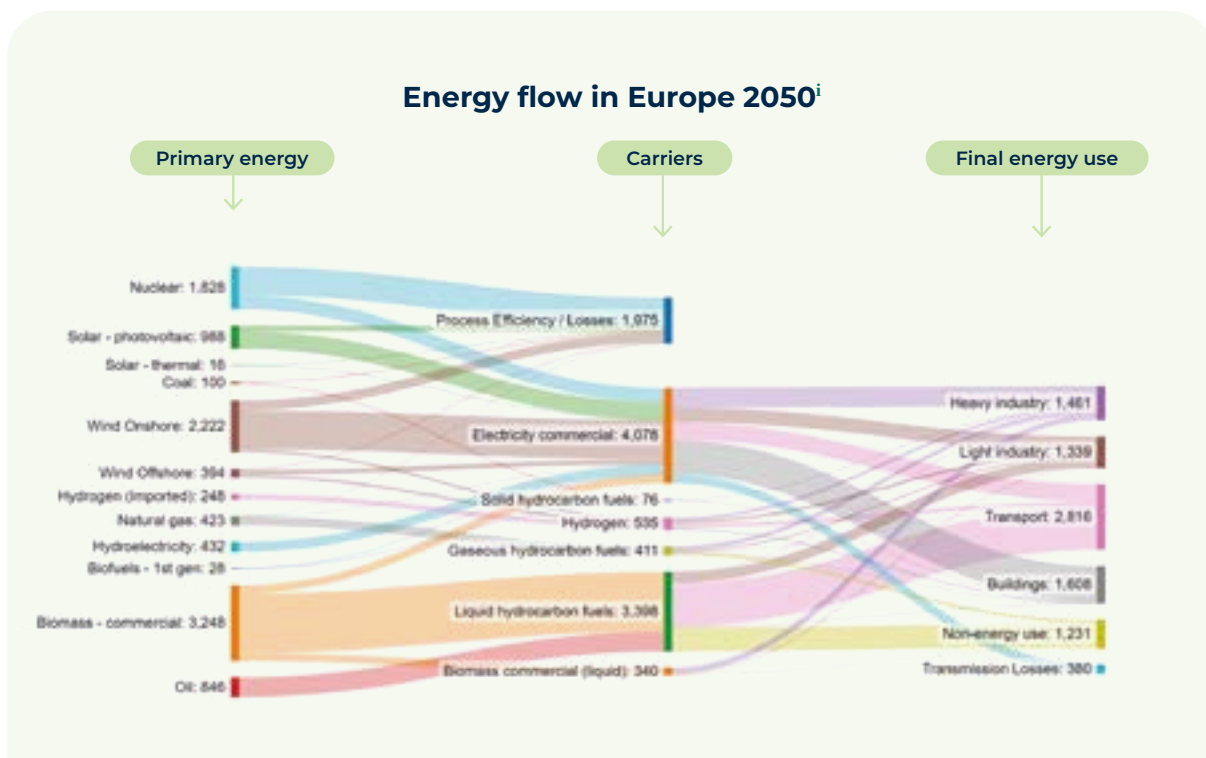 Energy flow in Europe 2050i
Primary energy
Carriers
Final energy use
Nuclear: 1,828
Solar - photovoltaic: 988
Solar - thermal: 16
Coal: 100
Wind Onshore: 2,222
Wind Offshore: 394
Hydrogen (Imported): 248
Natural gas: 423
Hydroelectricity: 432
Biofuels - 1st gen: 28
Biomass - commercial: 3,248
Oil: 846
Process Efficiency / Losses: 1,975
Electricity commercial: 4,078
Solid hydrocarbon fuels: 76
Hydrogen: 535
Gaseous hydrocarbon fuels: 411
Liquid hydrocarbon fuels: 3,398
Biomass commercial (liquid): 340
Heavy industry: 1,461
Light industry: 1,339
Transport: 2,816
Buildings: 1,608
Non-energy use: 1,231
Transmission Losses: 380